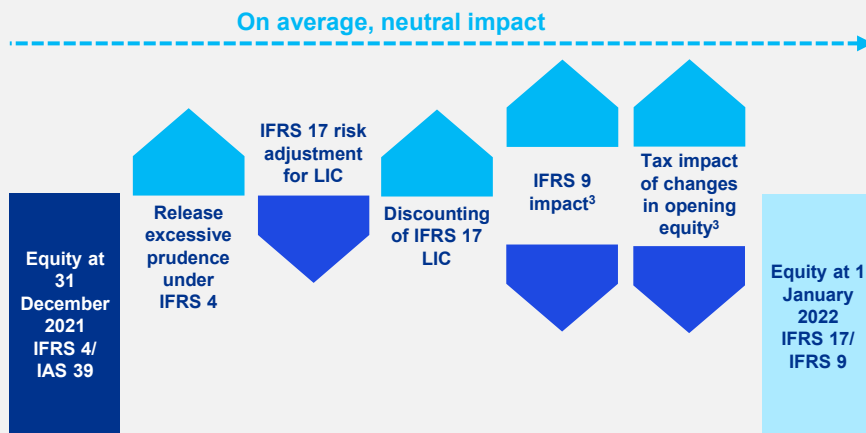 On average, neutral impact
Equity at
31
December
2021
IFRS 4/
IAS 39
Release
excessive
prudence
under
IFRS 4
IFRS 17 risk
adjustment
for LIC
Discounting
of IFRS 17
LIC
IFRS 9
impact³
Tax impact
of changes
in opening
equity³
Equity at 1
January
2022
IFRS 17/
IFRS 9